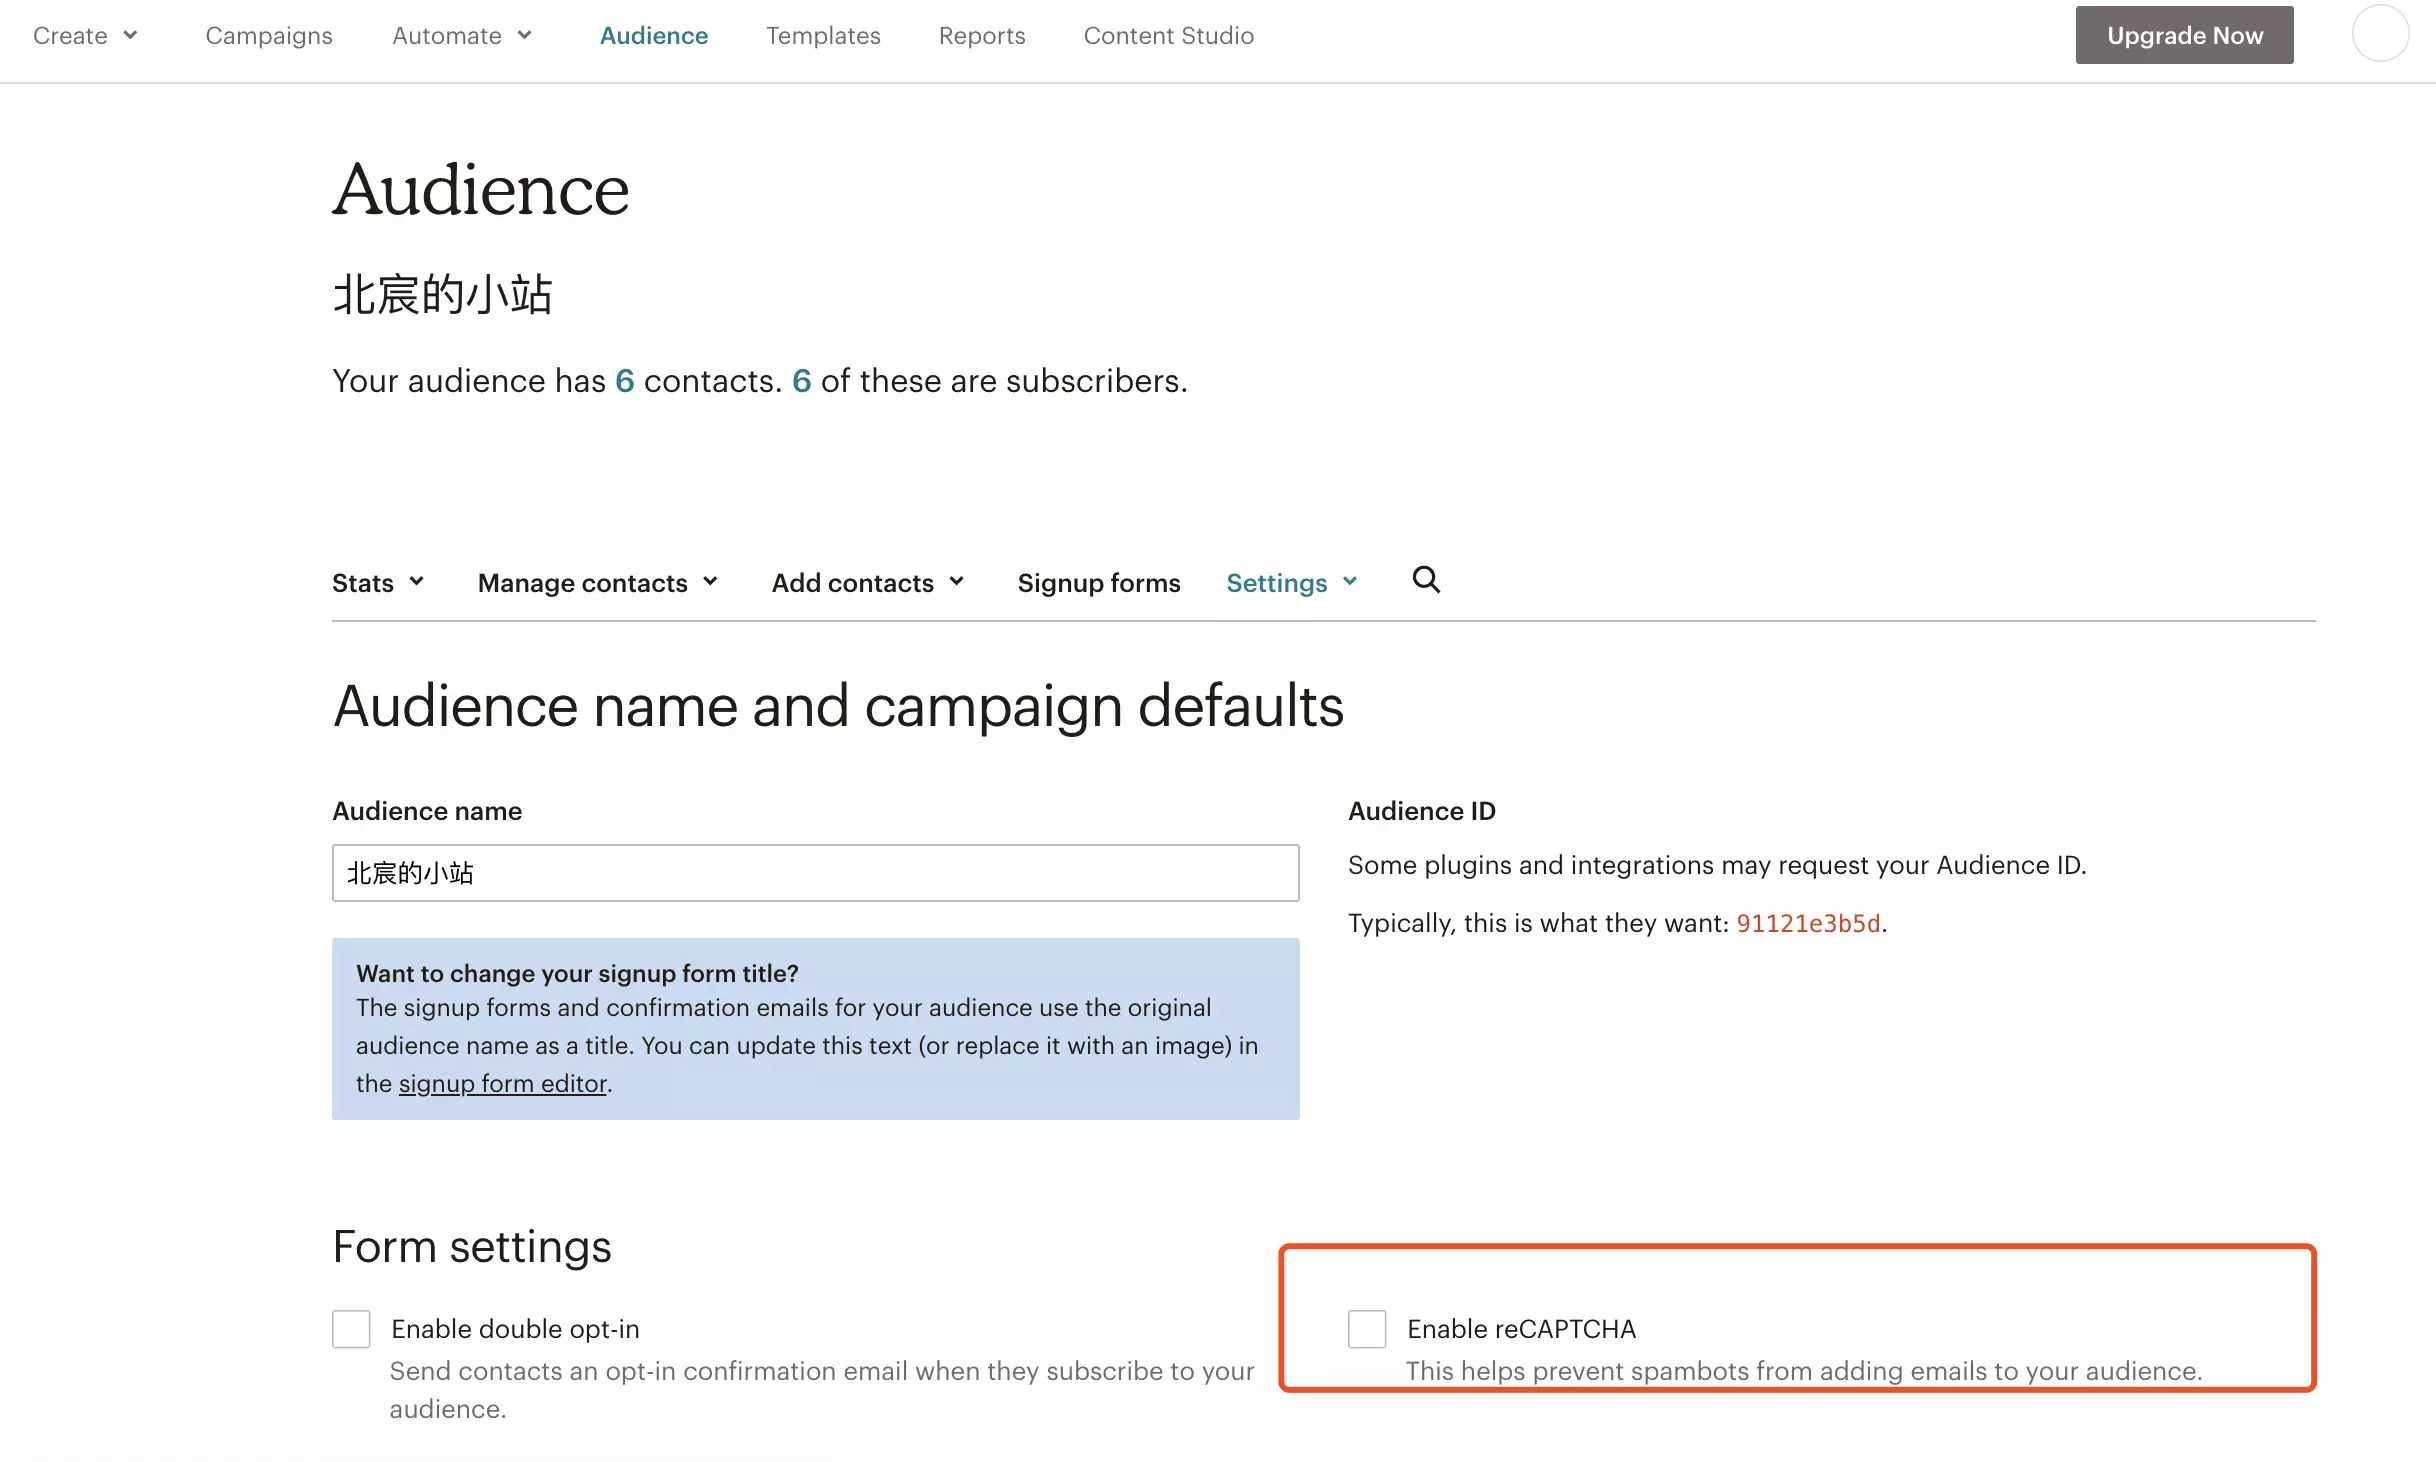 Create Campaigns Automate Audience Templates Reports Content Studio Upgrade Now
Audience
北宸的小站
Your audience has 6 contacts. 6 of these are subscribers.
Stats Manage contacts Add contacts Signup forms Settings
Audience name and campaign defaults
Audience name
北宸的小站
Want to change your signup form title?
The signup forms and confirmation emails for your audience use the original
audience name as a title. You can update this text (or replace it with an image) in
the signup form editor.
Audience ID
Some plugins and integrations may request your Audience ID.
Typically, this is what they want: 91121e3b5d.
Form settings
Enable double opt-in
Send contacts an opt-in confirmation email when they subscribe to your
audience.
Enable reCAPTCHA
This helps prevent spambots from adding emails to your audience.